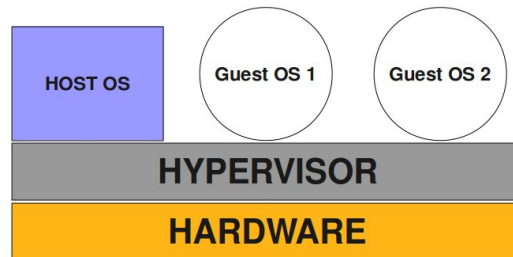 HOST OS
Guest OS 1
Guest OS 2
HYPERVISOR
HARDWARE